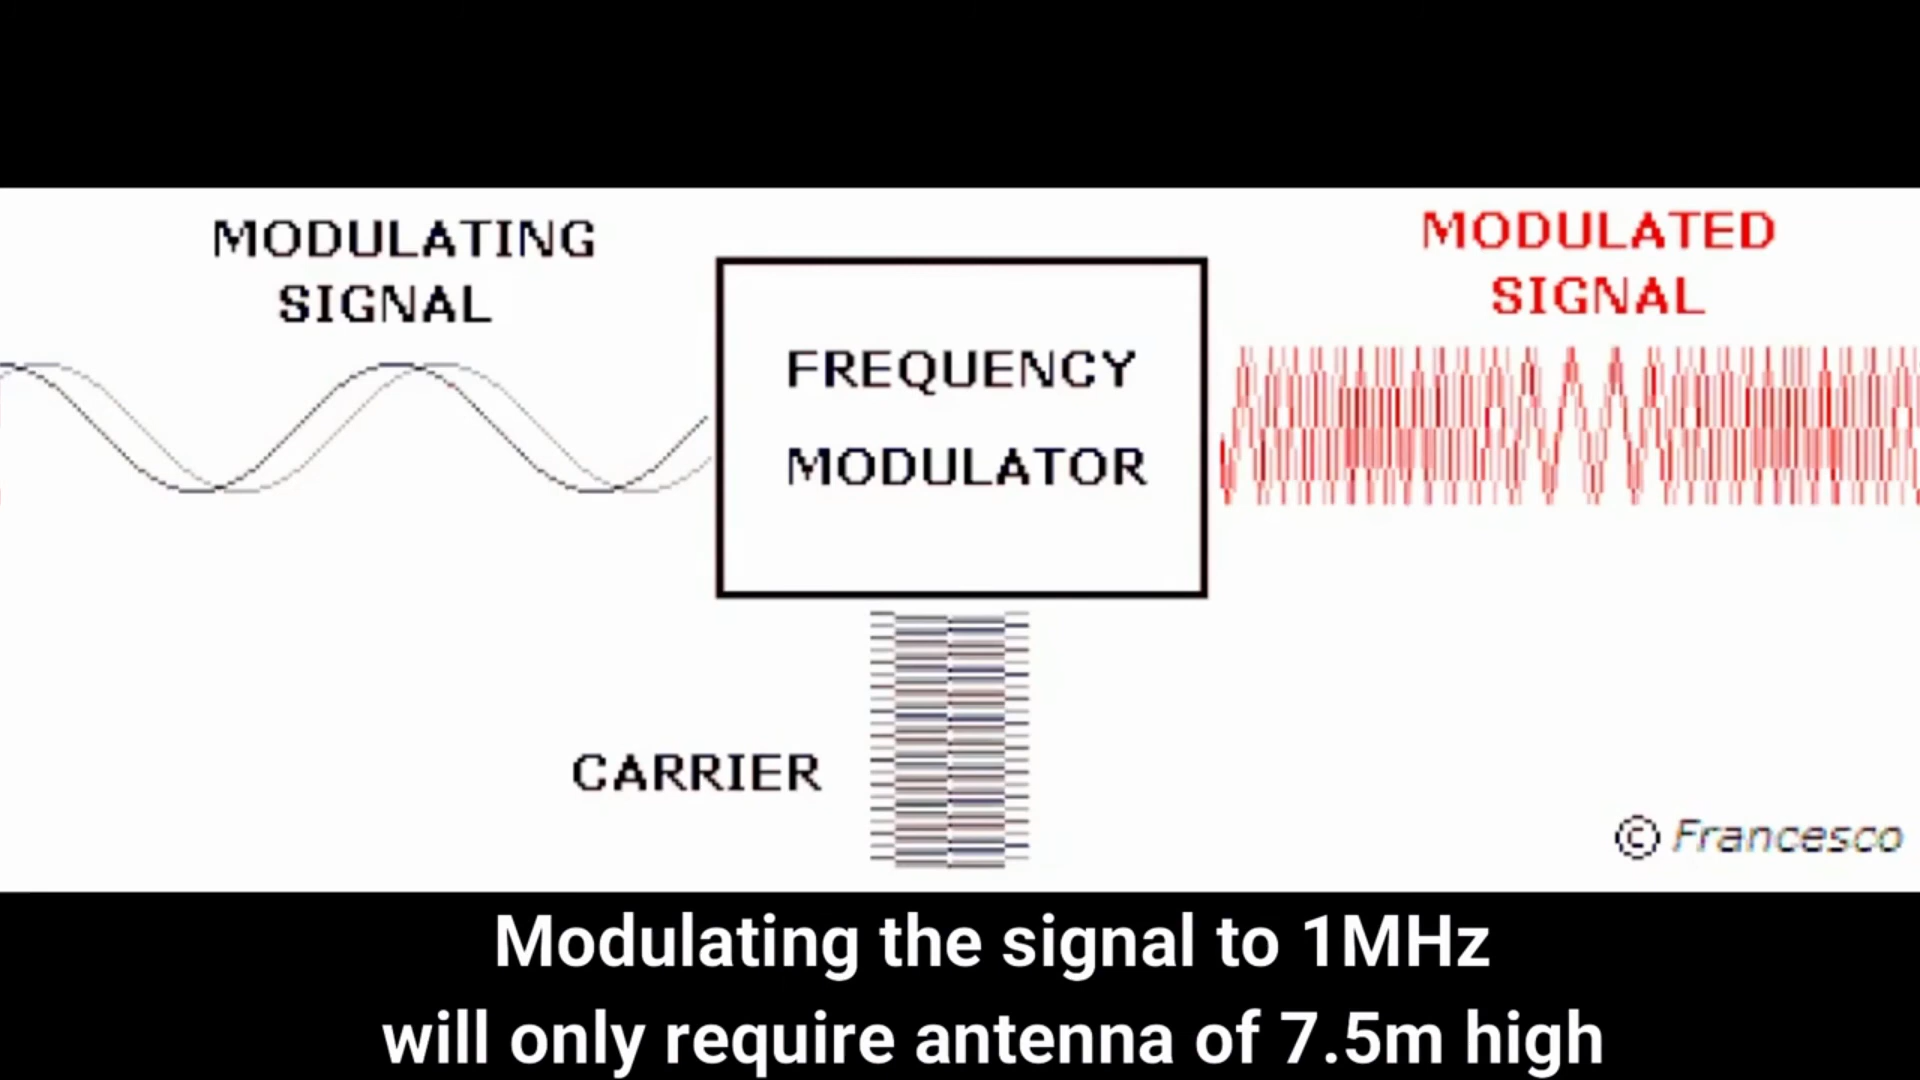 MODULATING
SIGNAL
MODULATED
SIGNAL
FREQUENCY
MODULATOR
CARRIER
© Francesco
Modulating the signal to 1MHz
will only require antenna of 7.5m high